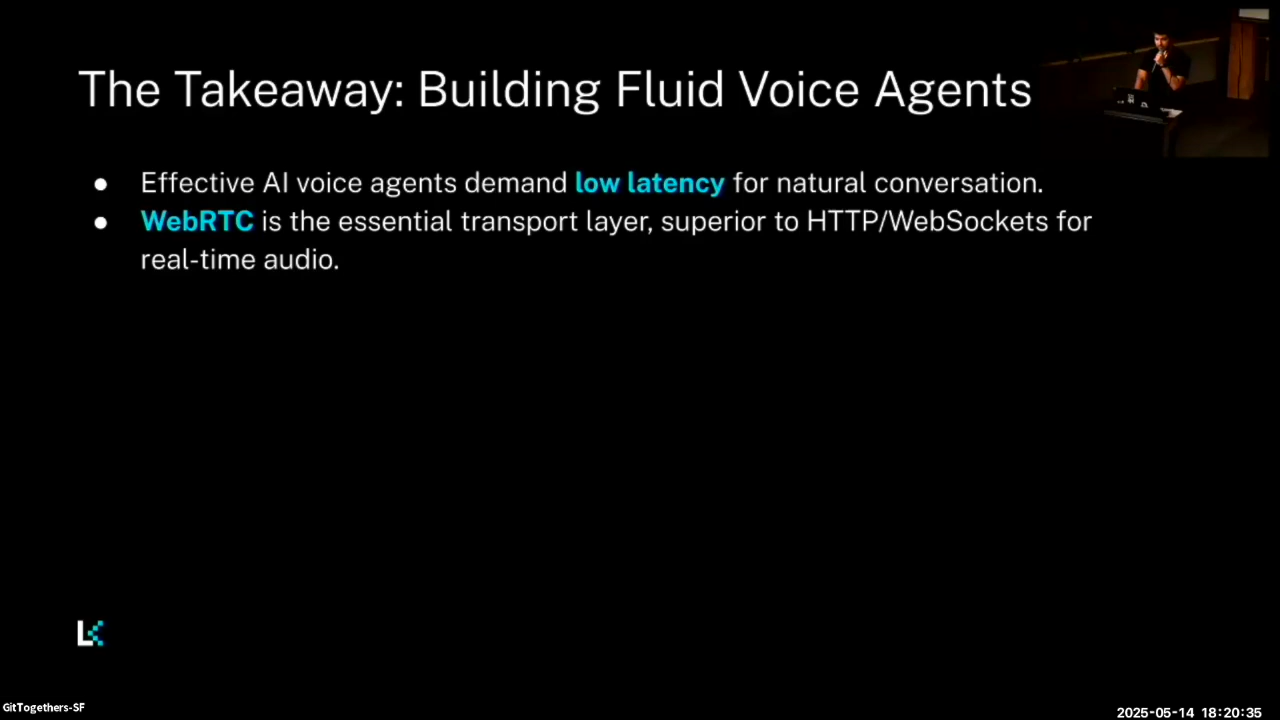 The Takeaway: Building Fluid Voice Agents
● Effective AI voice agents demand low latency for natural conversation.
● WebRTC is the essential transport layer, superior to HTTP/WebSockets for
real-time audio.
LK
GitTogethers-SF
2025-05-14 18:20:35